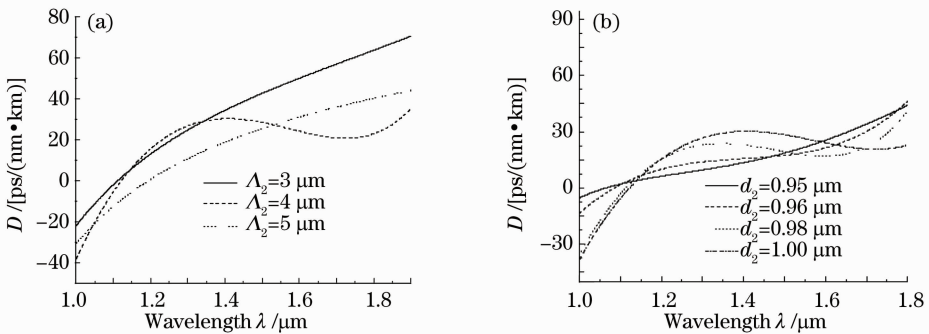 (a)
80
60
40
20
0
−20
−40
D /[ps/(nm•km)]
Λ₂=3 μm
Λ₂=4 μm
Λ₂=5 μm
1.0 1.2 1.4 1.6 1.8
Wavelength λ /μm
(b)
90
60
30
0
−30
D /[ps/(nm•km)]
d₂=0.95 μm
d₂=0.96 μm
d₂=0.98 μm
d₂=1.00 μm
1.0 1.2 1.4 1.6 1.8
Wavelength λ /μm